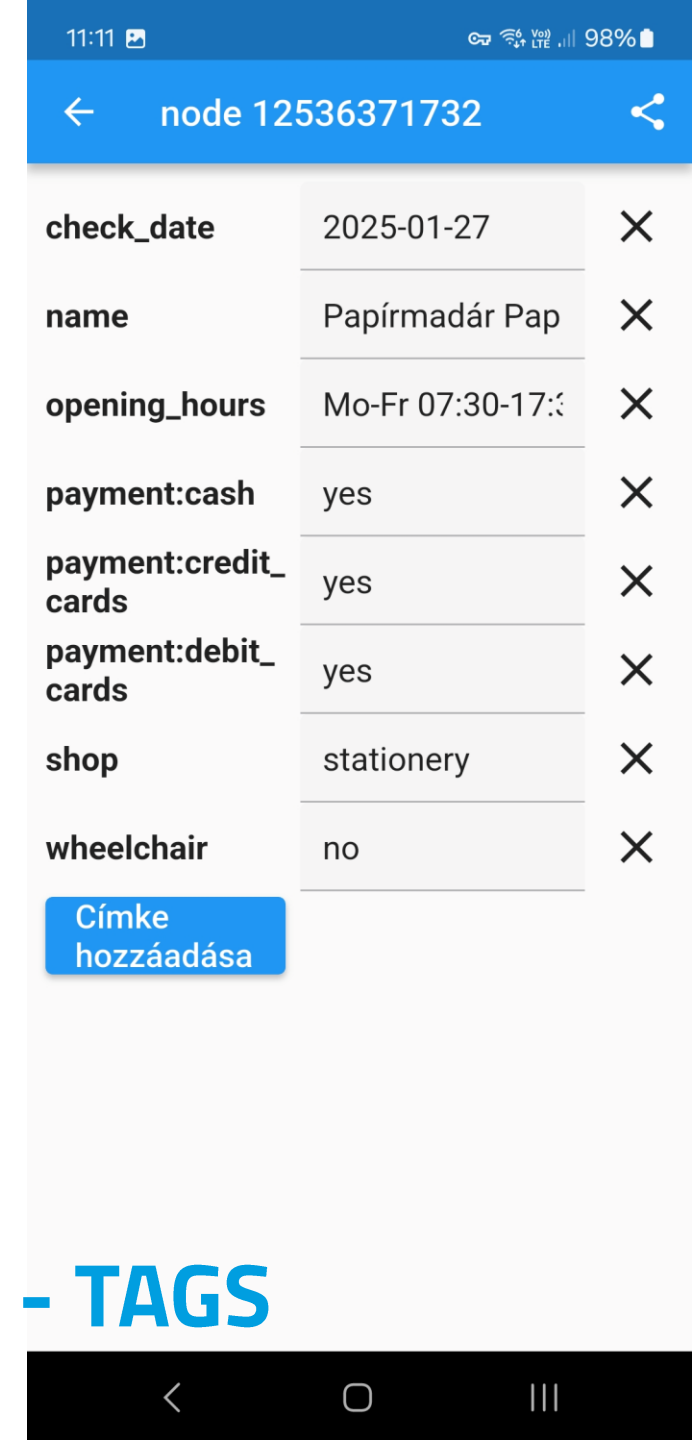 11:11 98%
node 12536371732
check_date 2025-01-27
name Papírmadár Pap
opening_hours Mo-Fr 07:30-17:3
payment:cash yes
payment:credit_
cards yes
payment:debit_
cards yes
shop stationery
wheelchair no
Címke
hozzáadása
- TAGS